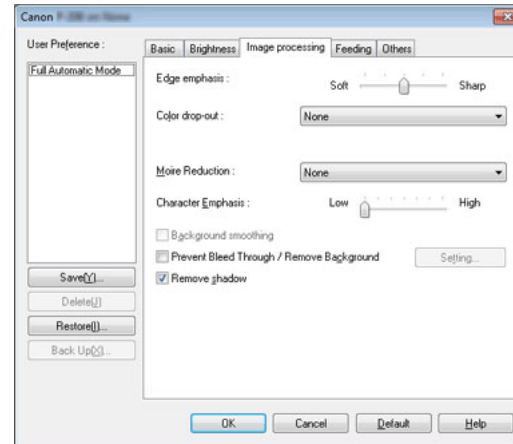 Canon
User Preference :
Full Automatic Mode
Save(Y)...
Delete(J)
Restore(I)...
Back Up(X)...
Basic Brightness Image processing Feeding Others
Edge emphasis : Soft Sharp
Color drop-out : None
Moire Reduction : None
Character Emphasis : Low High
Background smoothing
Prevent Bleed Through / Remove Background Setting...
Remove shadow
OK Cancel Default Help